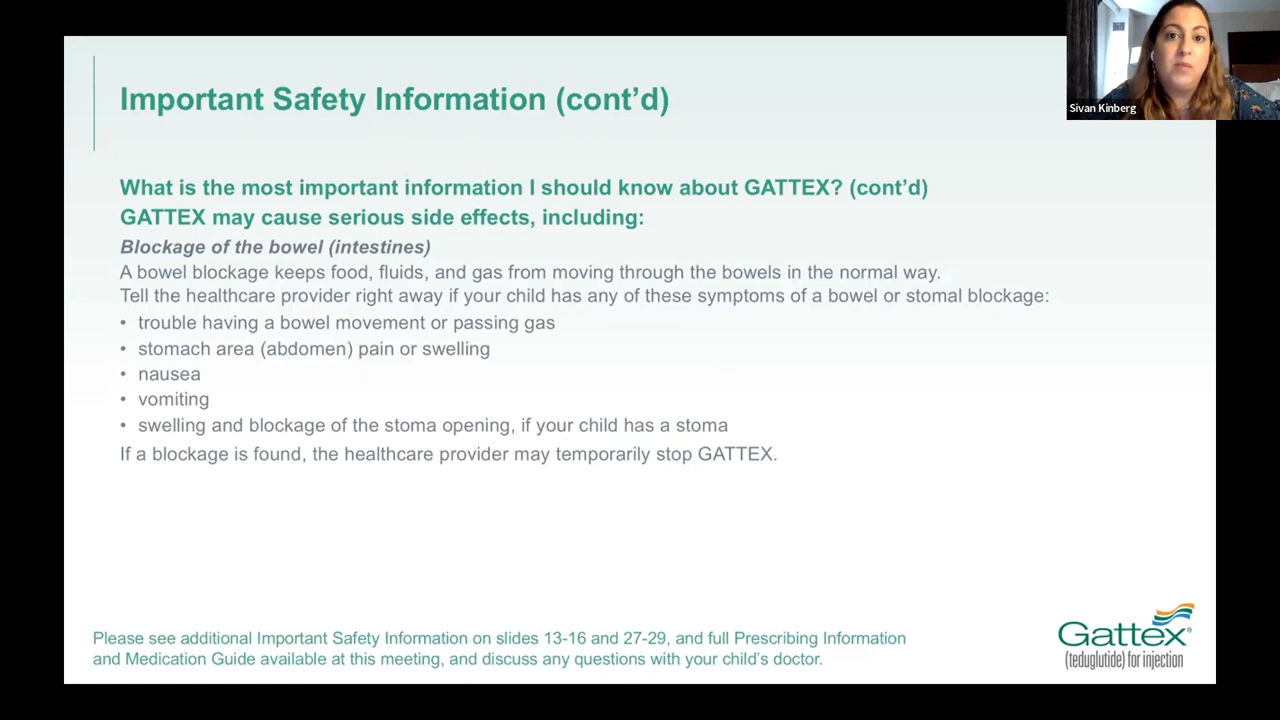 Sivan Kinberg
Important Safety Information (cont’d)
What is the most important information I should know about GATTEX? (cont’d)
GATTEX may cause serious side effects, including:
Blockage of the bowel (intestines)
A bowel blockage keeps food, fluids, and gas from moving through the bowels in the normal way.
Tell the healthcare provider right away if your child has any of these symptoms of a bowel or stomal blockage:
• trouble having a bowel movement or passing gas
• stomach area (abdomen) pain or swelling
• nausea
• vomiting
• swelling and blockage of the stoma opening, if your child has a stoma
If a blockage is found, the healthcare provider may temporarily stop GATTEX.
Please see additional Important Safety Information on slides 13-16 and 27-29, and full Prescribing Information
and Medication Guide available at this meeting, and discuss any questions with your child’s doctor.
Gattex®
(teduglutide) for injection